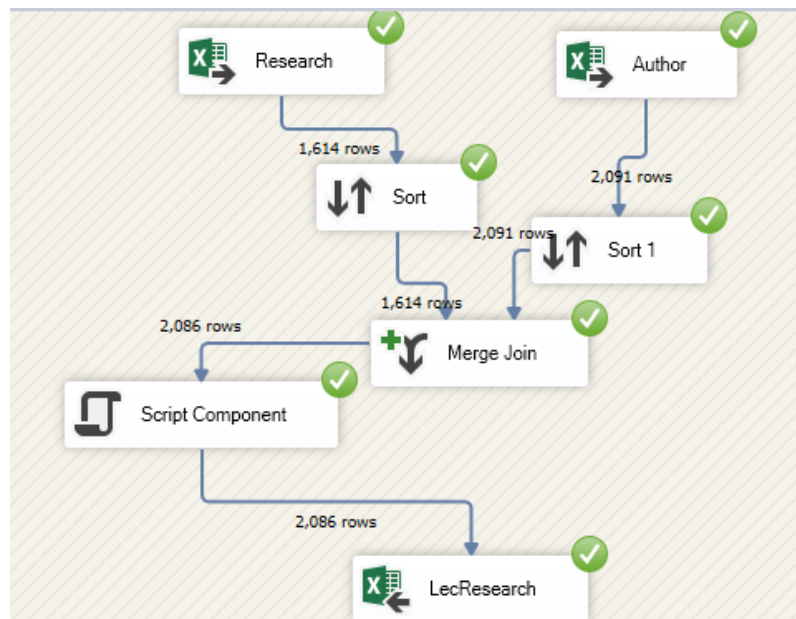 Research
Author
1,614 rows
2,091 rows
Sort
2,091 rows
Sort 1
1,614 rows
2,086 rows
Merge Join
Script Component
2,086 rows
LecResearch